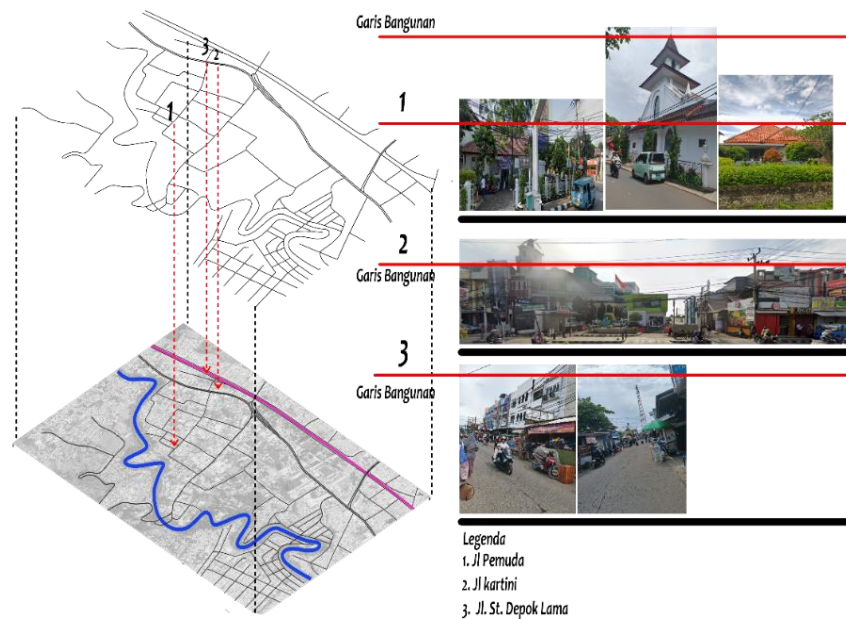 Garis Bangunan
3
2
1
1
2
Garis Bangunan
3
Garis Bangunan
Legenda
1. Jl Pemuda
2. Jl kartini
3. Jl. St. Depok Lama